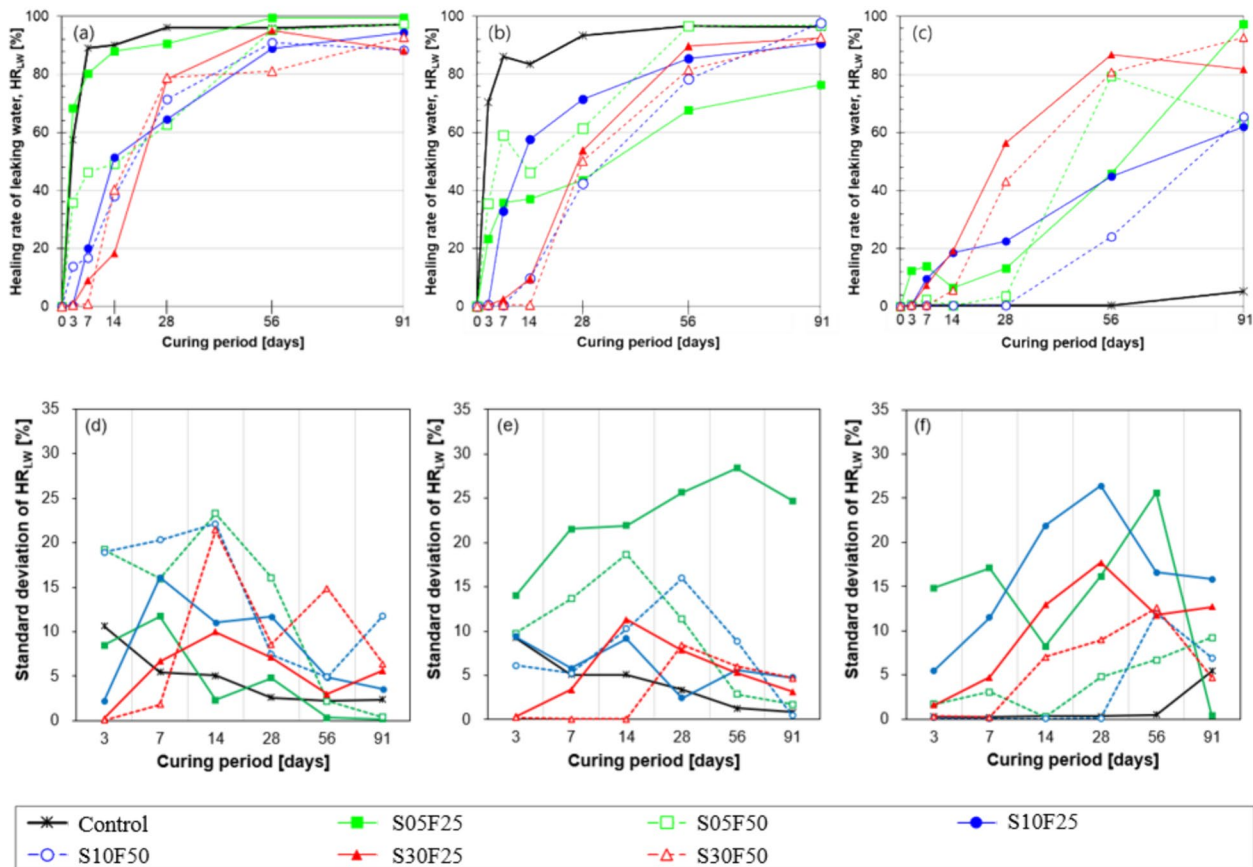 (a)
Healing rate of leaking water, HR_LW [%]
100
80
60
40
20
0
0 3 7 14 28 56 91
Curing period [days]
(b)
Healing rate of leaking water, HR_LW [%]
100
80
60
40
20
0
0 3 7 14 28 56 91
Curing period [days]
(c)
Healing rate of leaking water, HR_LW [%]
100
80
60
40
20
0
0 3 7 14 28 56 91
Curing period [days]
(d)
Standard deviation of HR_LW [%]
35
30
25
20
15
10
5
0
3 7 14 28 56 91
Curing period [days]
(e)
Standard deviation of HR_LW [%]
35
30
25
20
15
10
5
0
3 7 14 28 56 91
Curing period [days]
(f)
Standard deviation of HR_LW [%]
35
30
25
20
15
10
5
0
3 7 14 28 56 91
Curing period [days]
Control S05F25 S05F50 S10F25
S10F50 S30F25 S30F50